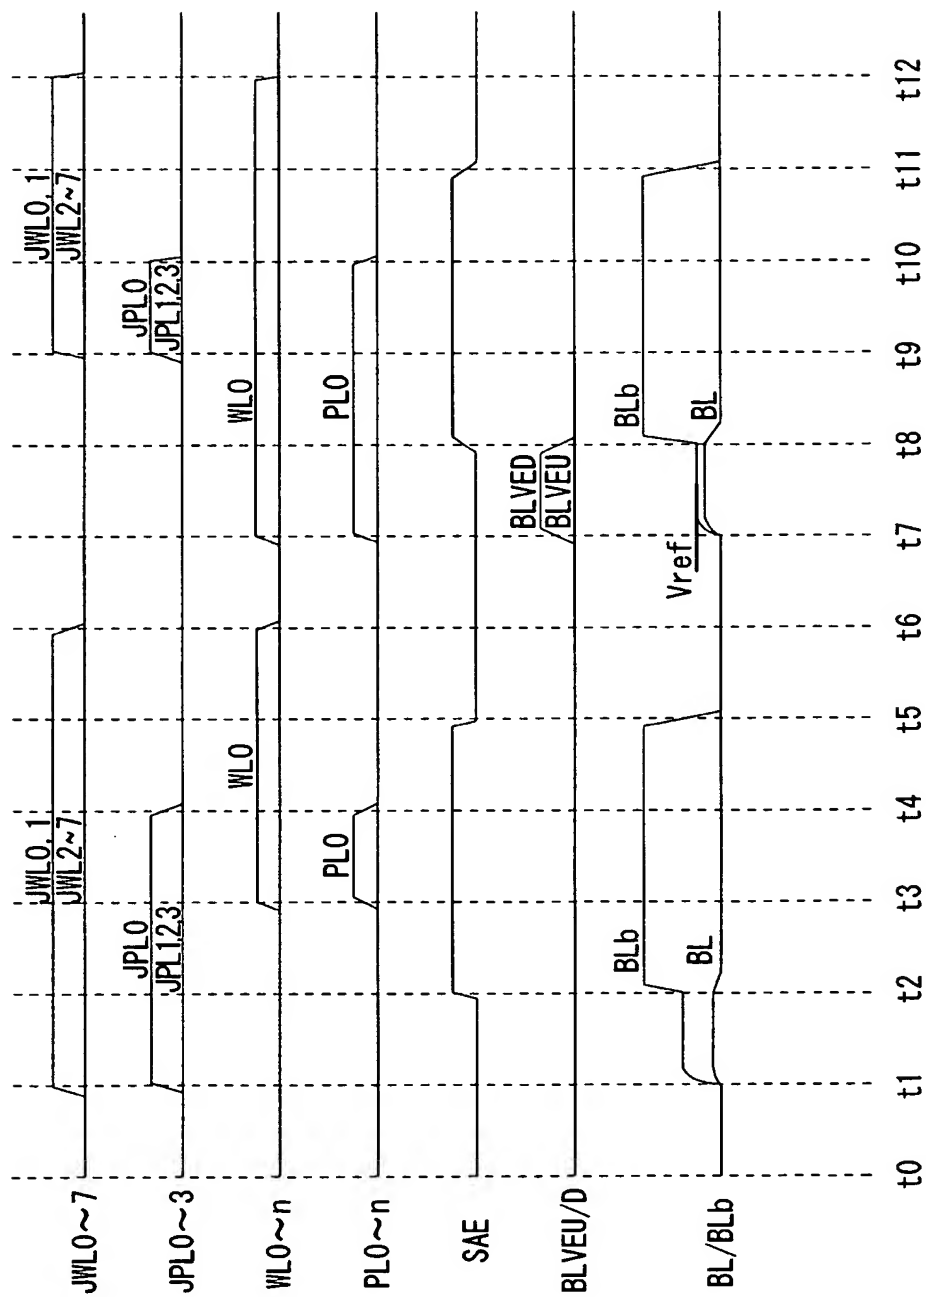 JWL0~7
JWL0, 1
JWL2~7
JWL0, 1
JWL2~7
JPL0~3
JPL0
JPL1,2,3
JPL0
JPL1,2,3
WL0~n
WL0
WL0
PL0~n
PL0
PL0
SAE
BLVEU/D
BLVED
BLVEU
BL/BLb
BLb
BL
Vref
BLb
BL
t0 t1 t2 t3 t4 t5 t6 t7 t8 t9 t10 t11 t12